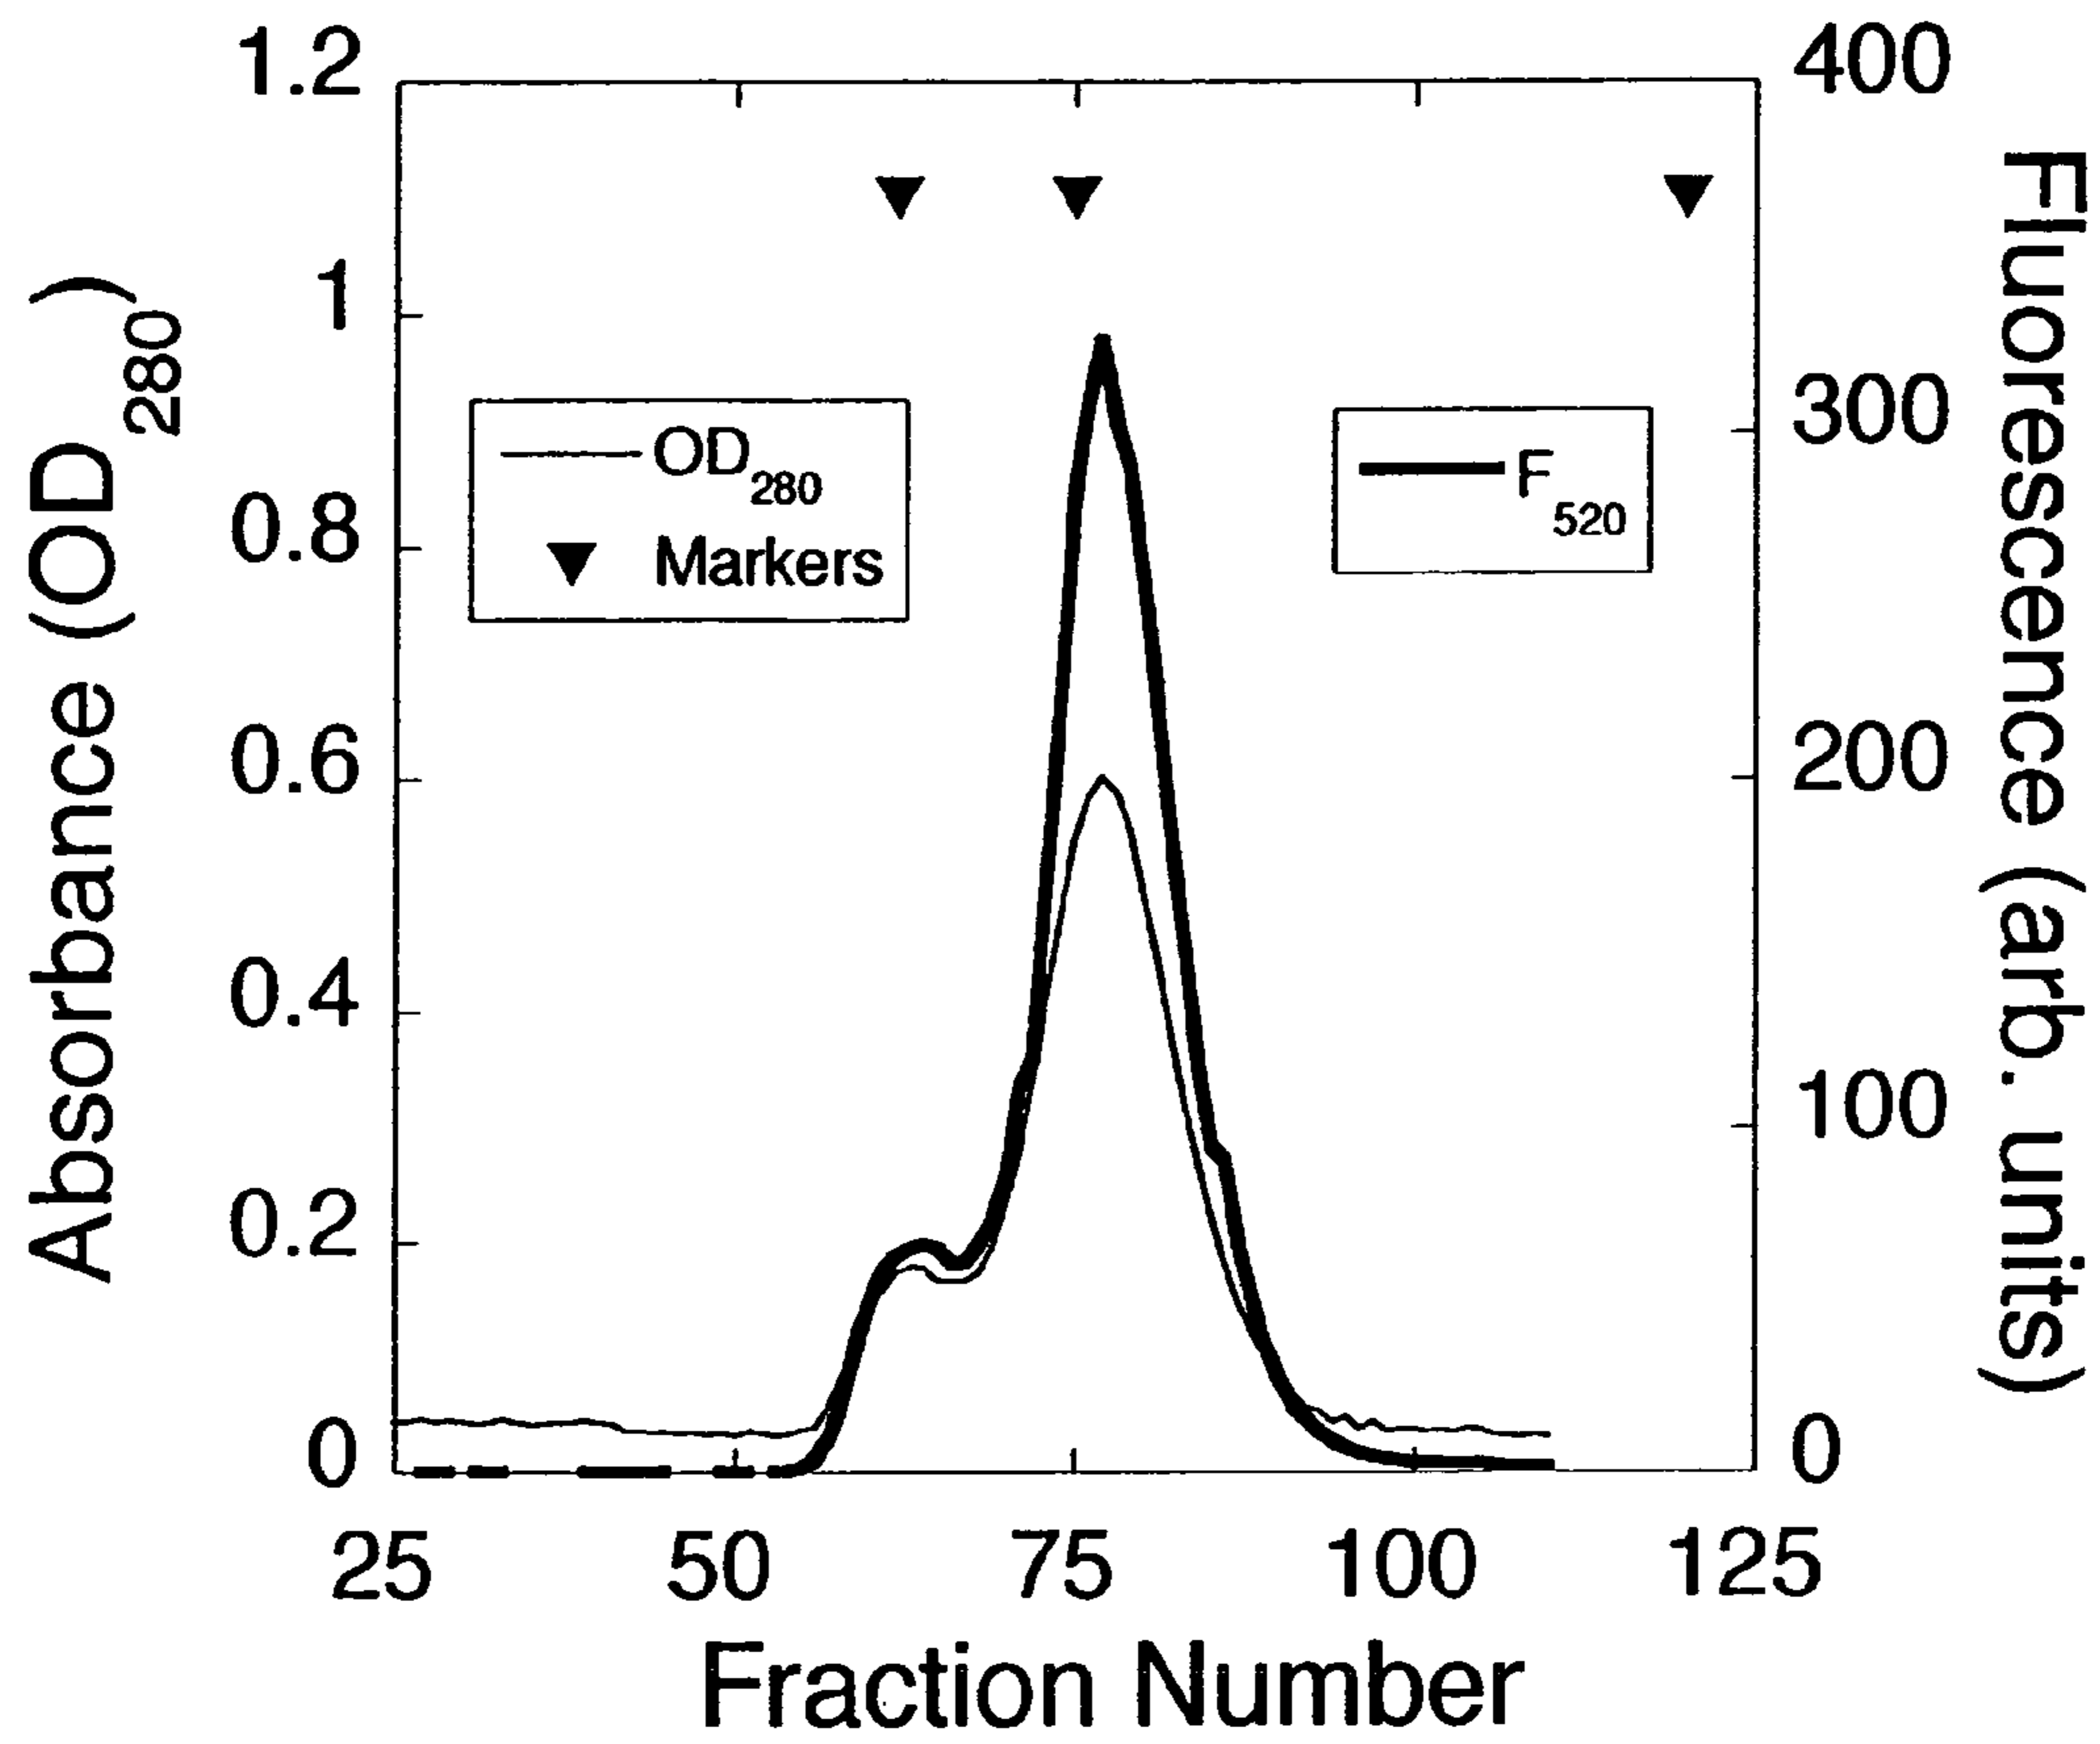 1.2
1
0.8
0.6
0.4
0.2
0
Absorbance (OD280)
400
300
200
100
0
Fluorescence (arb. units)
OD280
Markers
F520
25 50 75 100 125
Fraction Number